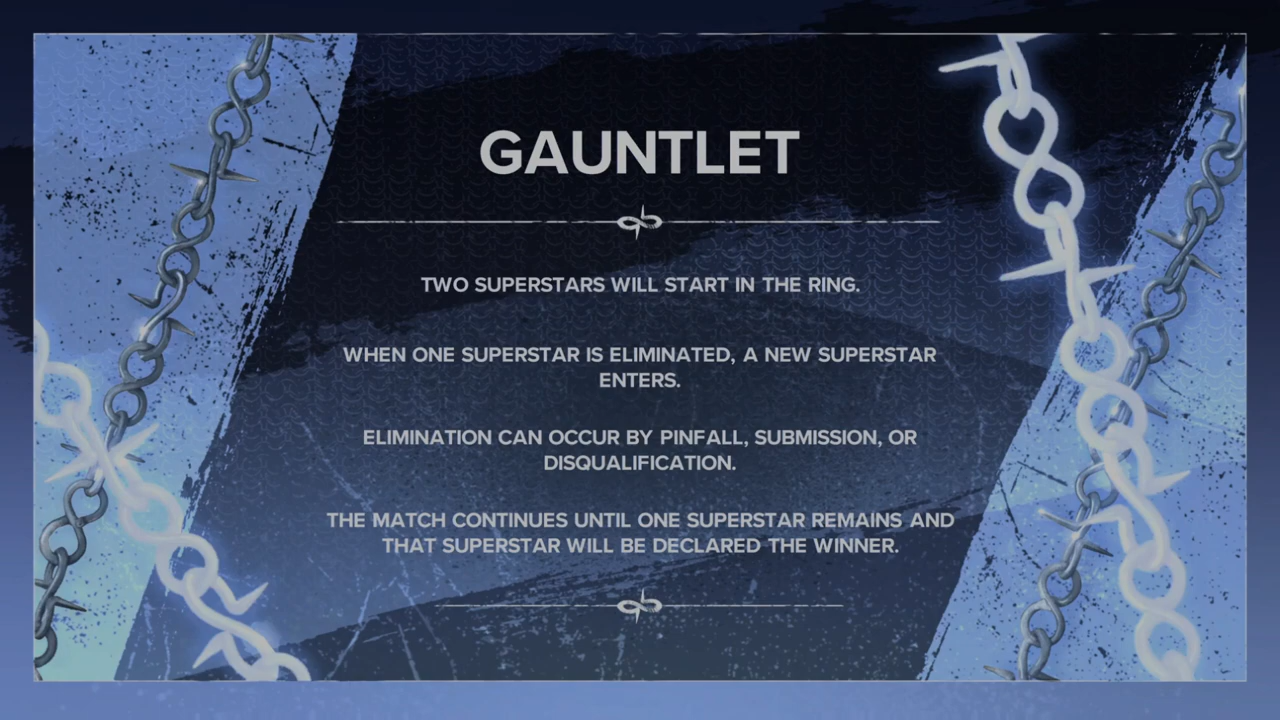 GAUNTLET
TWO SUPERSTARS WILL START IN THE RING.
WHEN ONE SUPERSTAR IS ELIMINATED, A NEW SUPERSTAR
ENTERS.
ELIMINATION CAN OCCUR BY PINFALL, SUBMISSION, OR
DISQUALIFICATION.
THE MATCH CONTINUES UNTIL ONE SUPERSTAR REMAINS AND
THAT SUPERSTAR WILL BE DECLARED THE WINNER.